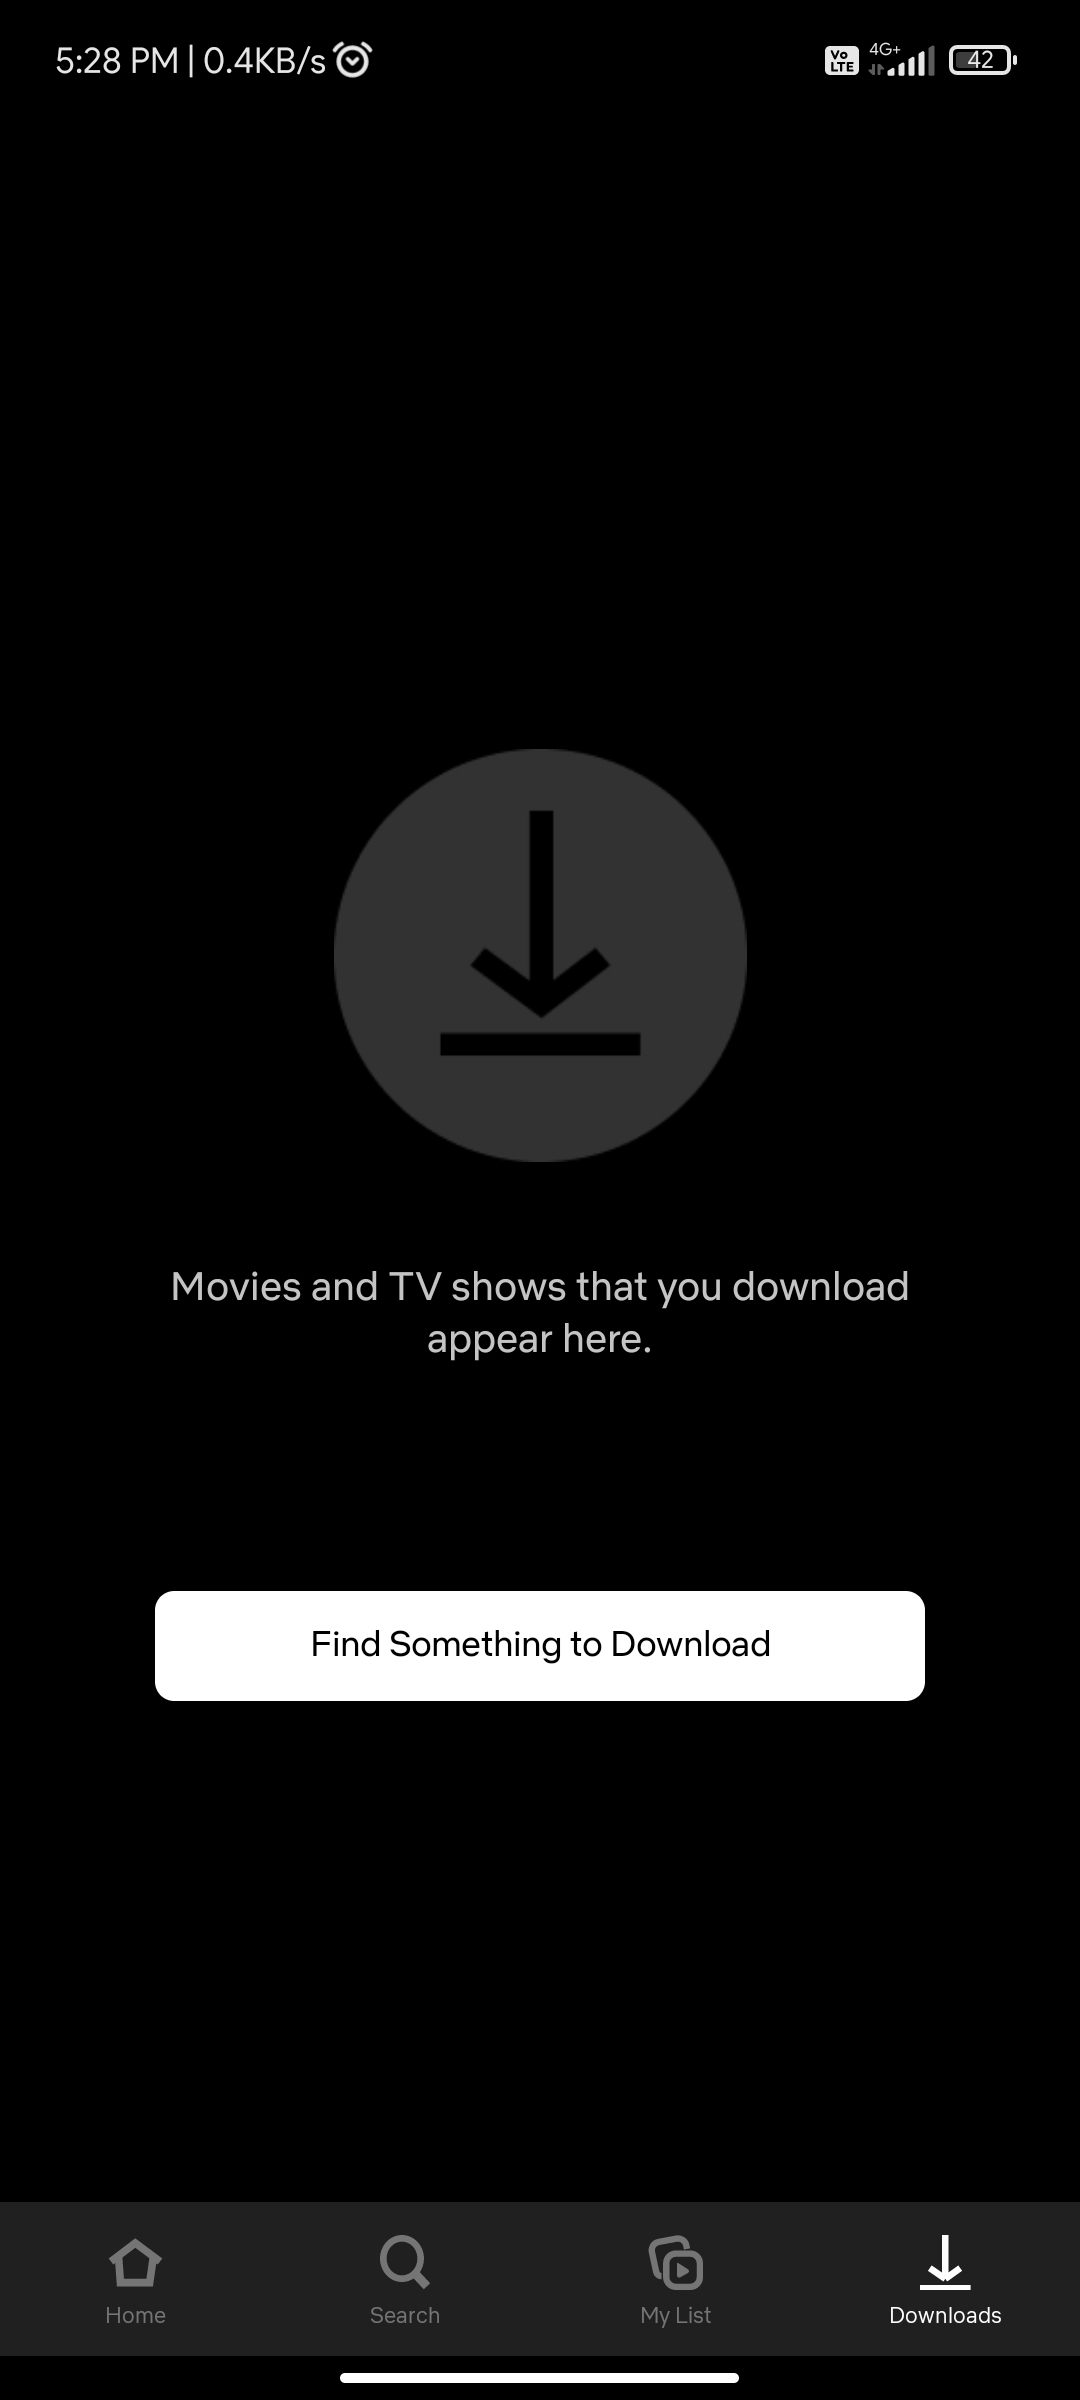 5:28 PM | 0.4KB/s
Vo LTE 4G+ 42
Movies and TV shows that you download
appear here.
Find Something to Download
Home Search My List Downloads